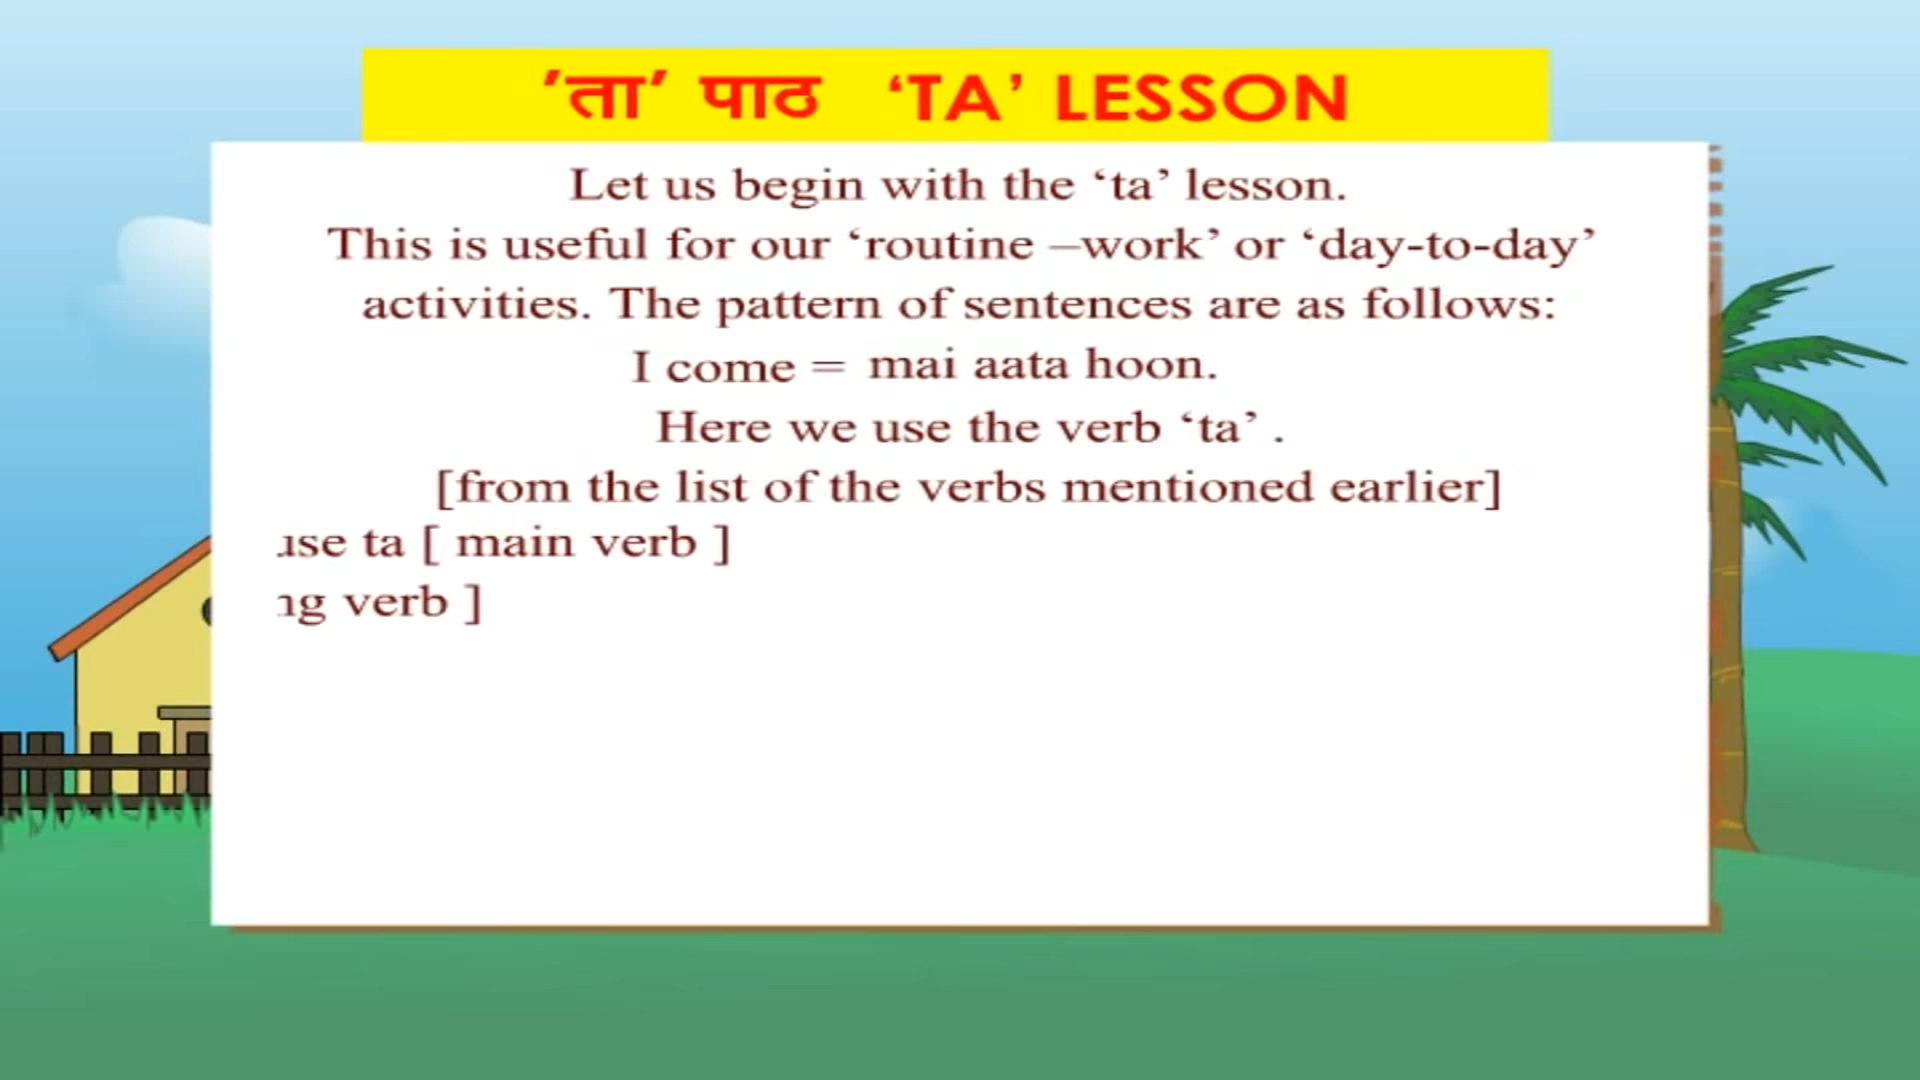 'ता' पाठ ‘TA’ LESSON
Let us begin with the ‘ta’ lesson.
This is useful for our ‘routine –work’ or ‘day-to-day’
activities. The pattern of sentences are as follows:
I come = mai aata hoon.
Here we use the verb ‘ta’ .
[from the list of the verbs mentioned earlier]
ta [ main verb ]
verb ]